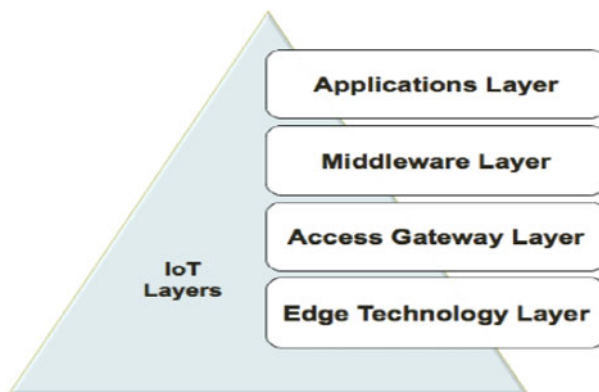 Applications Layer
Middleware Layer
Access Gateway Layer
IoT
Layers
Edge Technology Layer